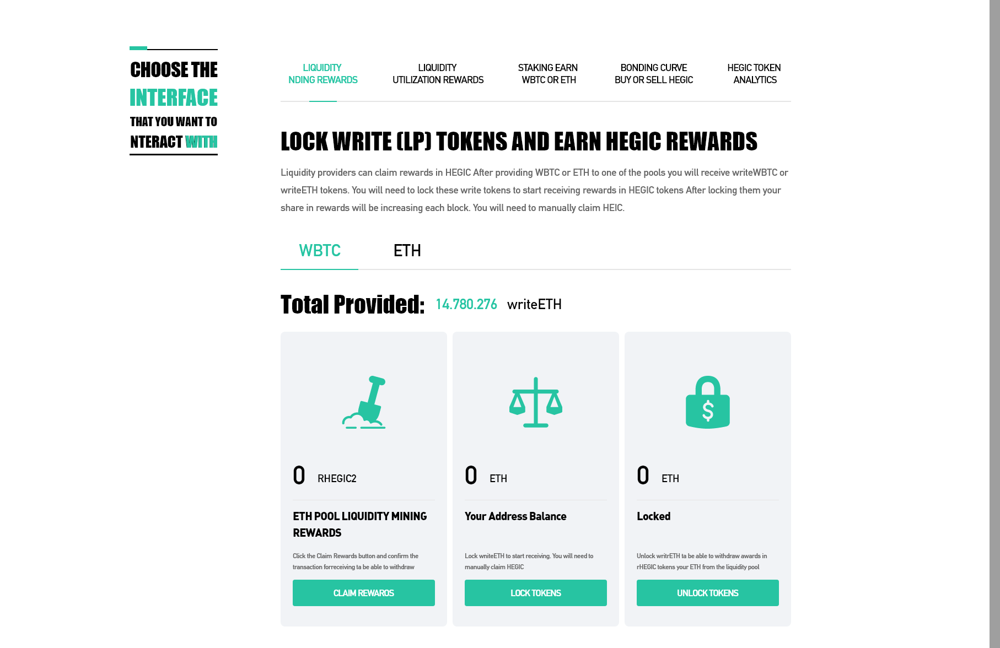 CHOOSE THE
INTERFACE
THAT YOU WANT TO
NTERACT WITH
LIQUIDITY
NDING REWARDS
LIQUIDITY
UTILIZATION REWARDS
STAKING EARN
WBTC OR ETH
BONDING CURVE
BUY OR SELL HEGIC
HEGIC TOKEN
ANALYTICS
LOCK WRITE (LP) TOKENS AND EARN HEGIC REWARDS
Liquidity providers can claim rewards in HEGIC After providing WBTC or ETH to one of the pools you will receive writeWBTC or
writeETH tokens. You will need to lock these write tokens to start receiving rewards in HEGIC tokens After locking them your
share in rewards will be increasing each block. You will need to manually claim HEIC.
WBTC ETH
Total Provided: 14.780.276 writeETH
0 RHEGIC2
ETH POOL LIQUIDITY MINING
REWARDS
Click the Claim Rewards button and confirm the
transaction forreceiving ta be able to withdraw
CLAIM REWAROS
0 ETH
Your Address Balance
Lock wniteETH to start receiving. You will need to
manually claim HEGIC
LOCK TOKENS
$
0 ETH
Locked
Unlock writrETH ta be able to withdraw awards in
rHEGIC tokens your ETH from the liquidity pool
UNLOCK TOKENS